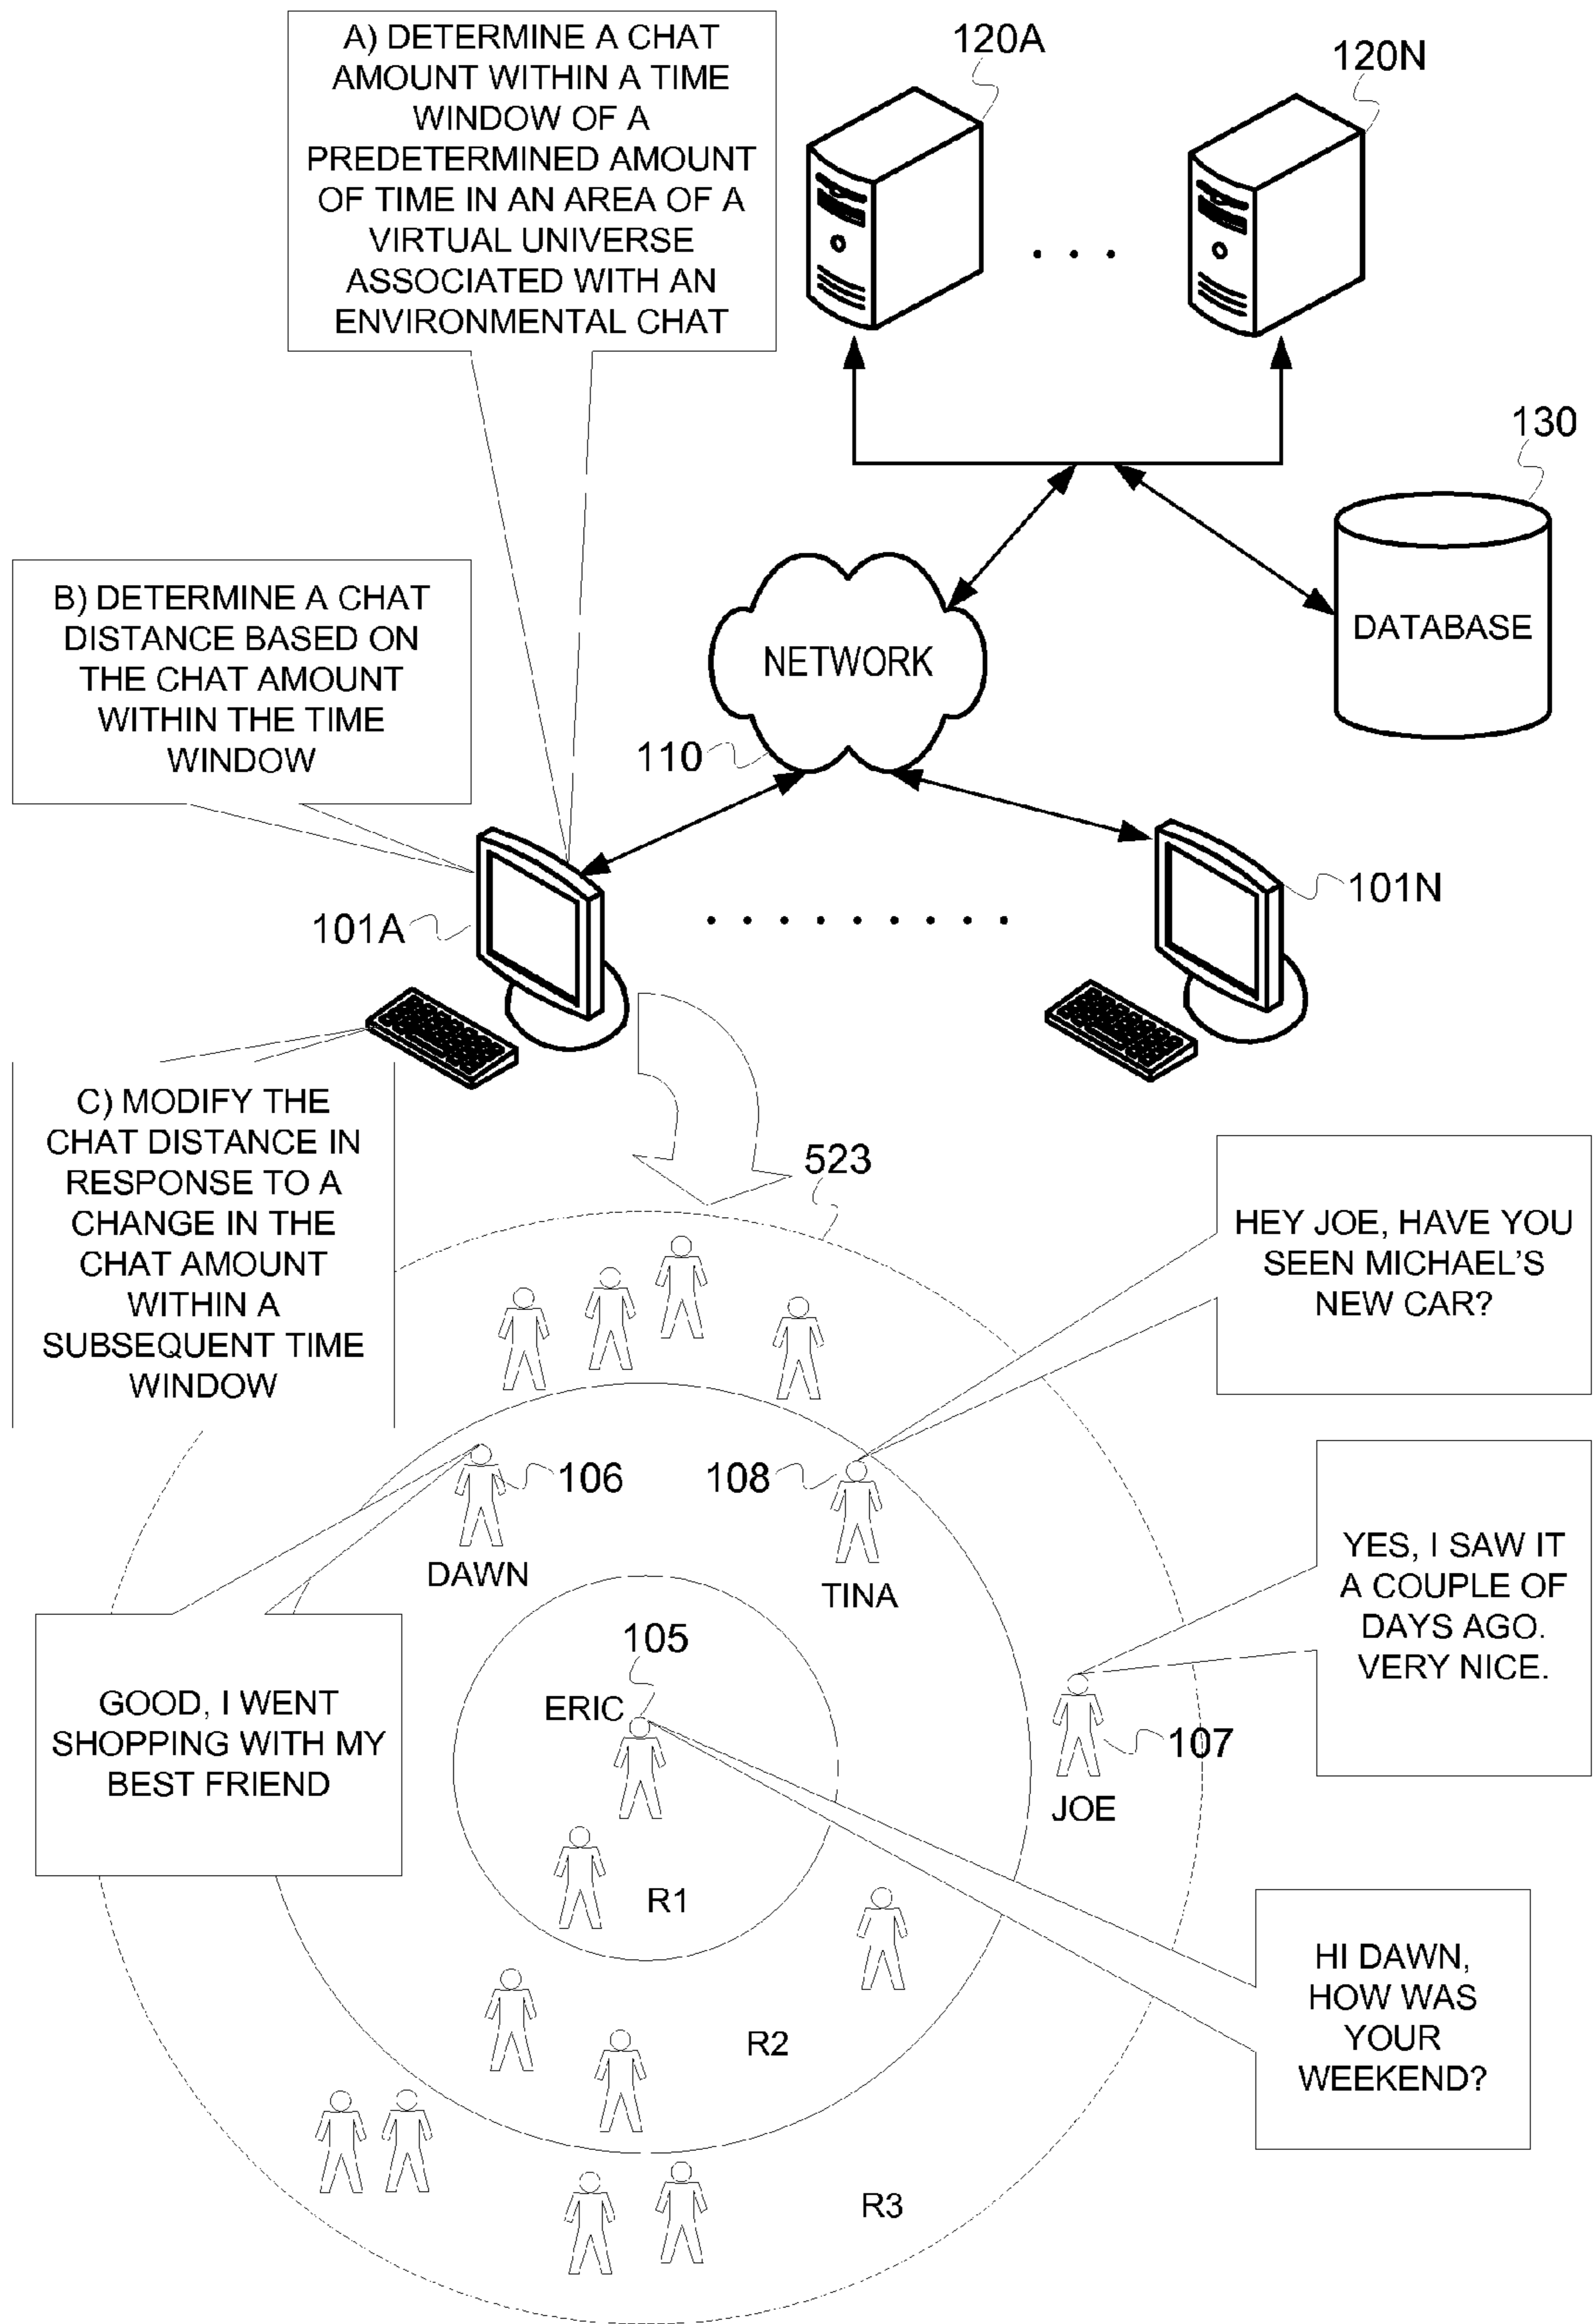 A) DETERMINE A CHAT
AMOUNT WITHIN A TIME
WINDOW OF A
PREDETERMINED AMOUNT
OF TIME IN AN AREA OF A
VIRTUAL UNIVERSE
ASSOCIATED WITH AN
ENVIRONMENTAL CHAT
120A
120N
130
DATABASE
B) DETERMINE A CHAT
DISTANCE BASED ON
THE CHAT AMOUNT
WITHIN THE TIME
WINDOW
NETWORK
110
101A
101N
C) MODIFY THE
CHAT DISTANCE IN
RESPONSE TO A
CHANGE IN THE
CHAT AMOUNT
WITHIN A
SUBSEQUENT TIME
WINDOW
523
HEY JOE, HAVE YOU
SEEN MICHAEL'S
NEW CAR?
106
DAWN
108
TINA
YES, I SAW IT
A COUPLE OF
DAYS AGO.
VERY NICE.
105
ERIC
GOOD, I WENT
SHOPPING WITH MY
BEST FRIEND
107
JOE
R1
HI DAWN,
HOW WAS
YOUR
WEEKEND?
R2
R3